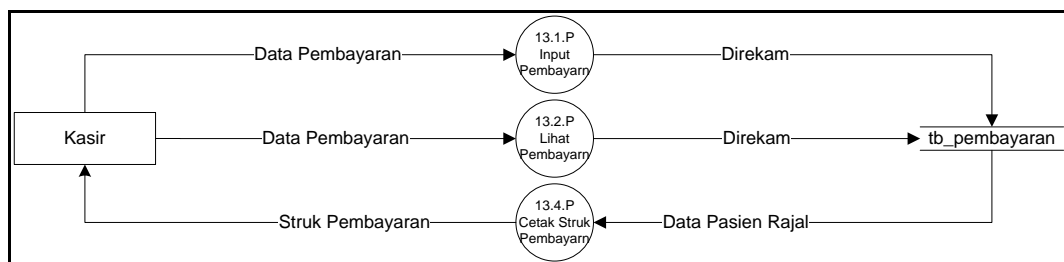 13.1.P
Input
Pembayarn
Data Pembayaran
Direkam
Kasir
Data Pembayaran
13.2.P
Lihat
Pembayarn
Direkam
tb_pembayaran
Struk Pembayaran
13.4.P
Cetak Struk
Pembayarn
Data Pasien Rajal